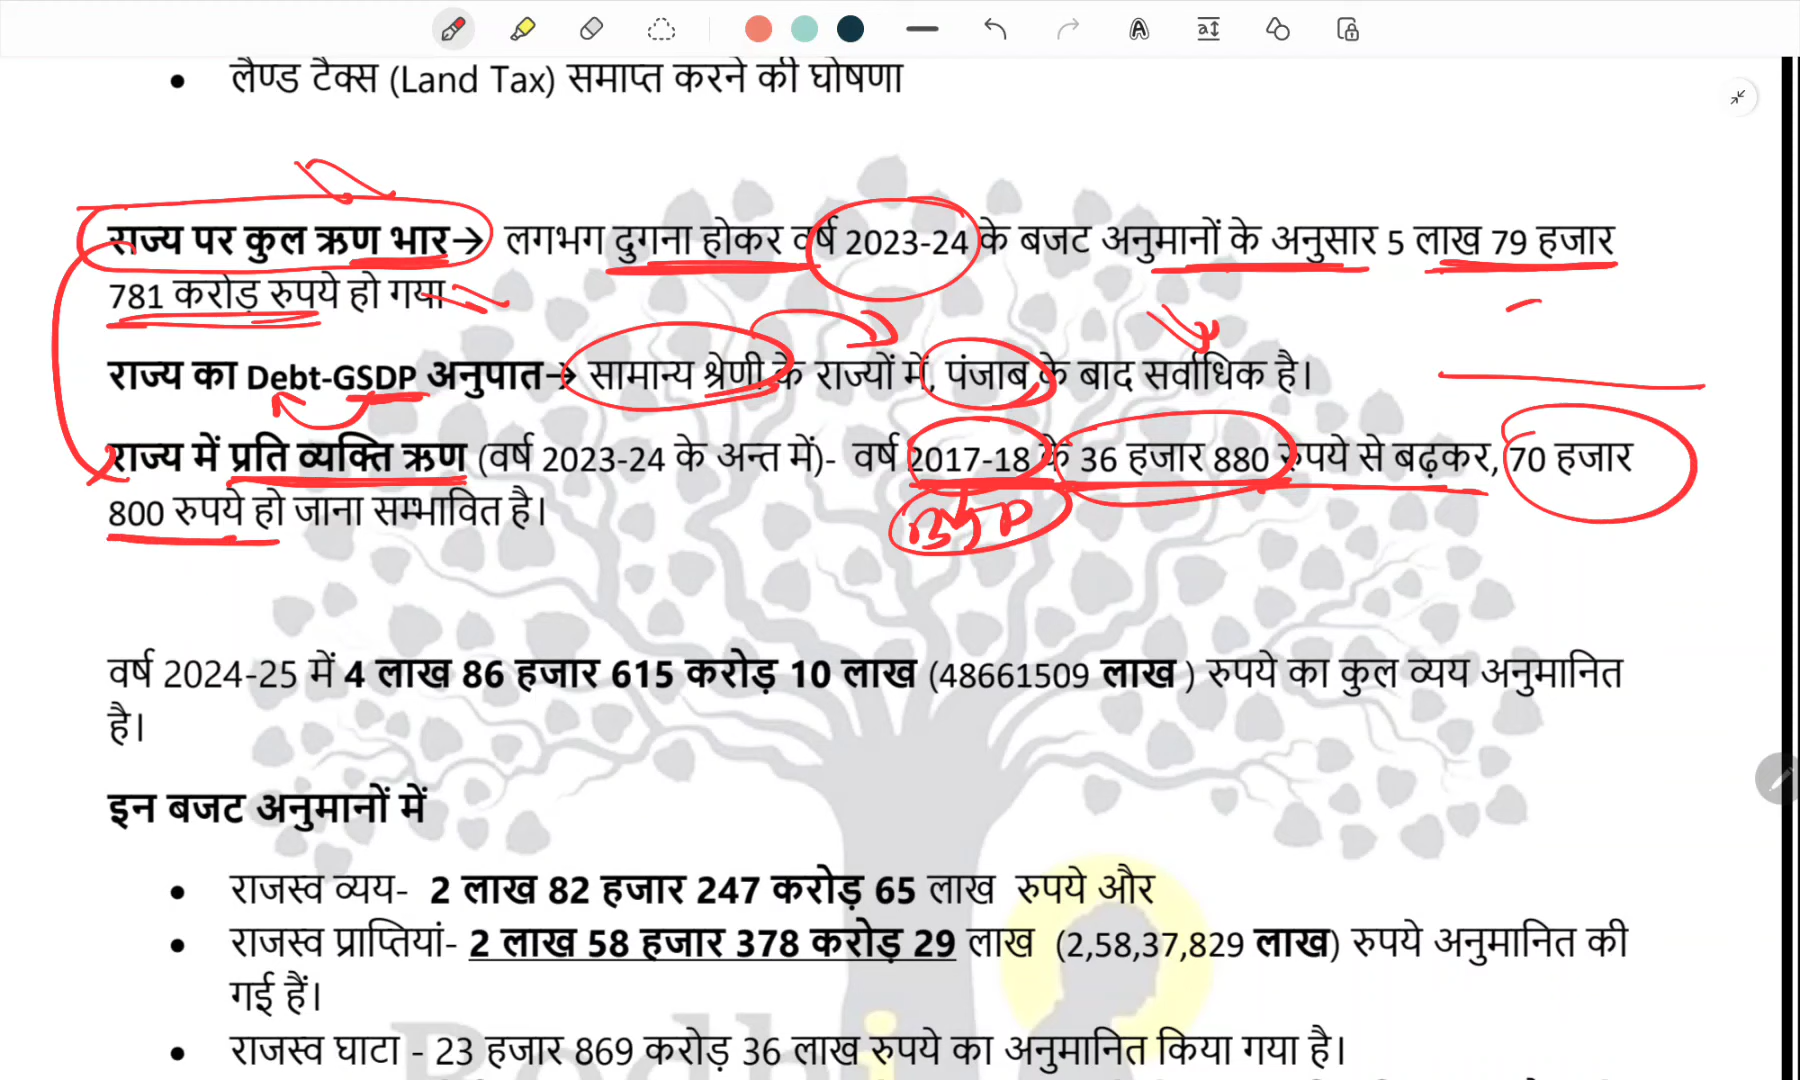 लैण्ड टैक्स (Land Tax) समाप्त करने की घोषणा
राज्य पर कुल ऋण भार→ लगभग दुगना होकर वर्ष 2023-24 के बजट अनुमानों के अनुसार 5 लाख 79 हजार
781 करोड़ रुपये हो गया
राज्य का Debt-GSDP अनुपात→ सामान्य श्रेणी के राज्यों में, पंजाब के बाद सर्वाधिक है।
राज्य में प्रति व्यक्ति ऋण (वर्ष 2023-24 के अन्त में)- वर्ष 2017-18 के 36 हजार 880 रुपये से बढ़कर, 70 हजार
800 रुपये हो जाना सम्भावित है।
BJP
वर्ष 2024-25 में 4 लाख 86 हजार 615 करोड़ 10 लाख (48661509 लाख ) रुपये का कुल व्यय अनुमानित
है।
इन बजट अनुमानों में
राजस्व व्यय- 2 लाख 82 हजार 247 करोड़ 65 लाख रुपये और
राजस्व प्राप्तियां- 2 लाख 58 हजार 378 करोड़ 29 लाख (2,58,37,829 लाख) रुपये अनुमानित की
गई हैं।
राजस्व घाटा - 23 हजार 869 करोड़ 36 लाख रुपये का अनुमानित किया गया है।